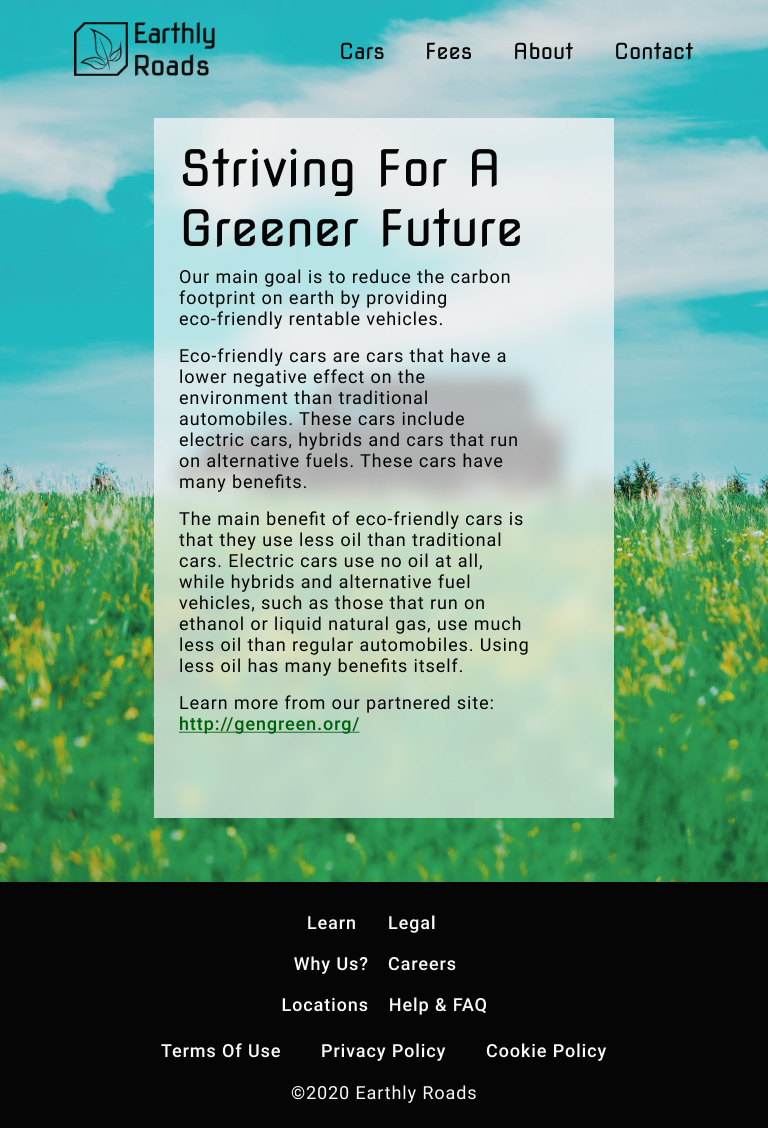 Earthly
Roads
Cars Fees About Contact
Striving For A
Greener Future
Our main goal is to reduce the carbon
footprint on earth by providing
eco-friendly rentable vehicles.
Eco-friendly cars are cars that have a
lower negative effect on the
environment than traditional
automobiles. These cars include
electric cars, hybrids and cars that run
on alternative fuels. These cars have
many benefits.
The main benefit of eco-friendly cars is
that they use less oil than traditional
cars. Electric cars use no oil at all,
while hybrids and alternative fuel
vehicles, such as those that run on
ethanol or liquid natural gas, use much
less oil than regular automobiles. Using
less oil has many benefits itself.
Learn more from our partnered site:
http://gengreen.org/
Learn Legal
Why Us? Careers
Locations Help & FAQ
Terms Of Use Privacy Policy Cookie Policy
©2020 Earthly Roads